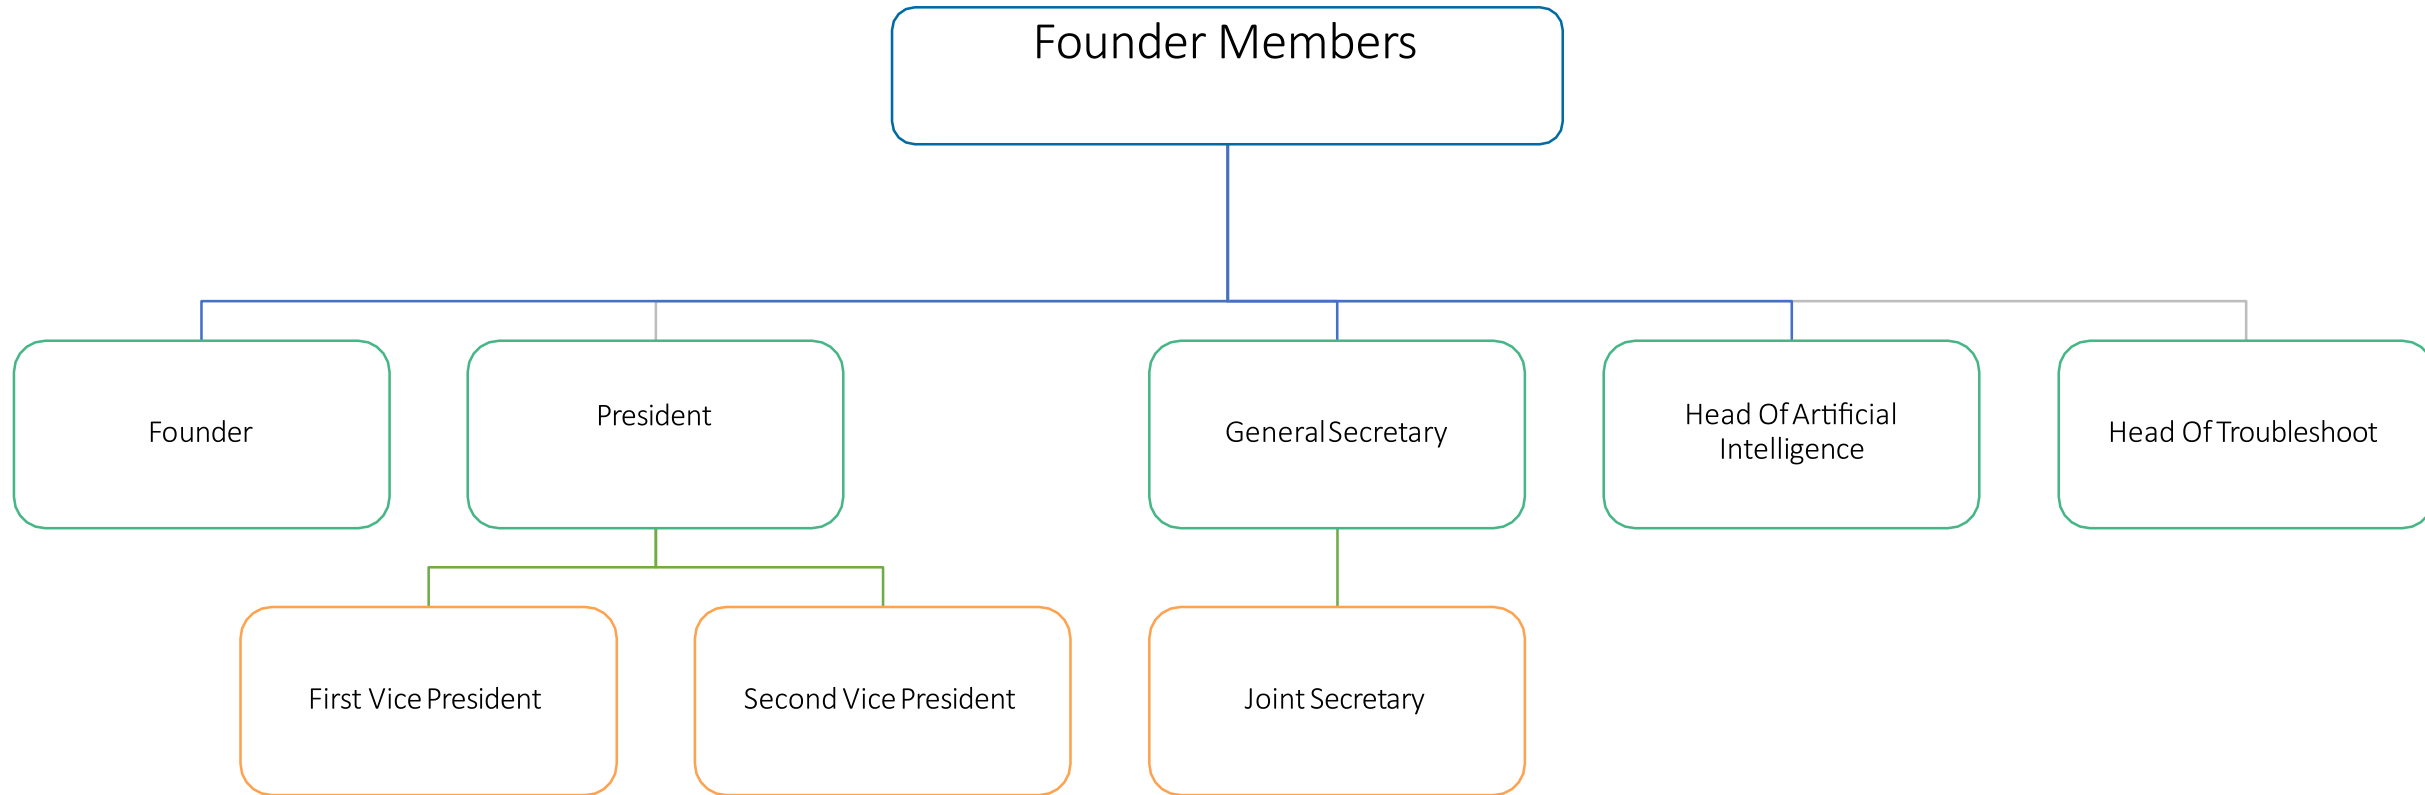 Founder Members
Founder
President
General Secretary
Head Of Artificial
Intelligence
Head Of Troubleshoot
First Vice President
Second Vice President
Joint Secretary